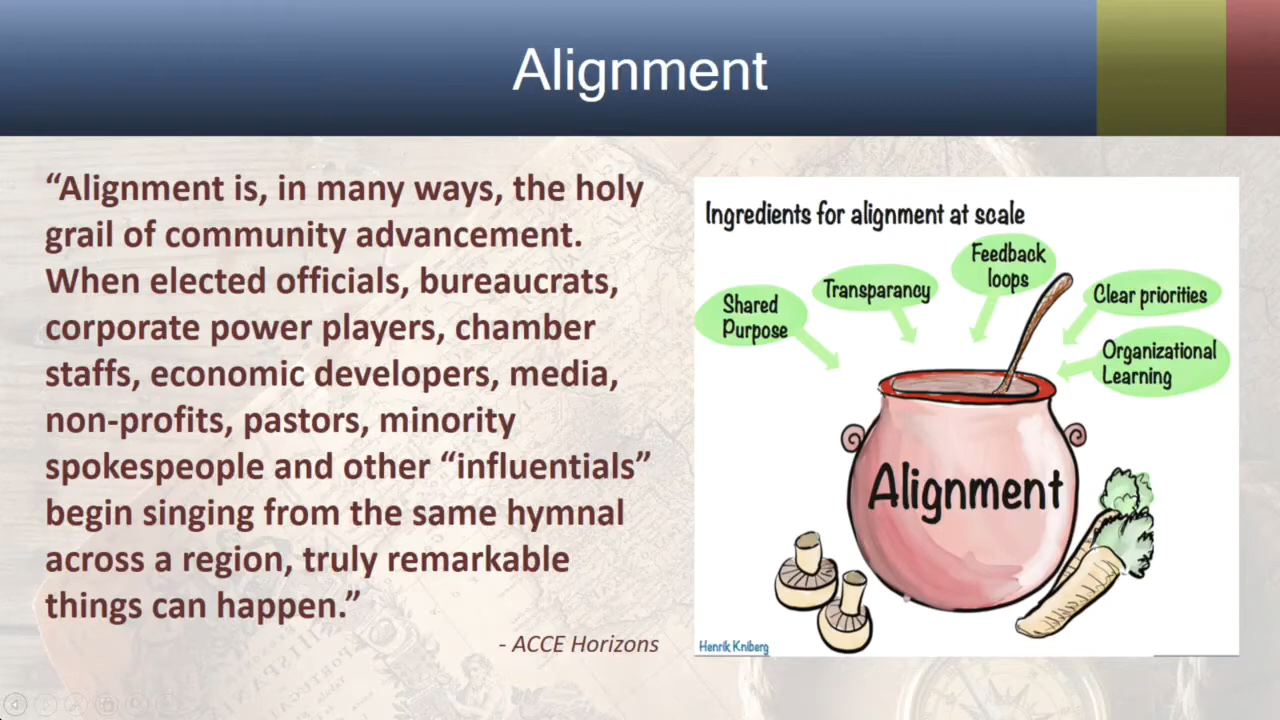 Alignment
“Alignment is, in many ways, the holy
grail of community advancement.
When elected officials, bureaucrats,
corporate power players, chamber
staffs, economic developers, media,
non-profits, pastors, minority
spokespeople and other “influentials”
begin singing from the same hymnal
across a region, truly remarkable
things can happen.”
- ACCE Horizons
Ingredients for alignment at scale
Shared
Purpose
Transparancy
Feedback
loops
Clear priorities
Organizational
Learning
Alignment
Henrik Kniberg